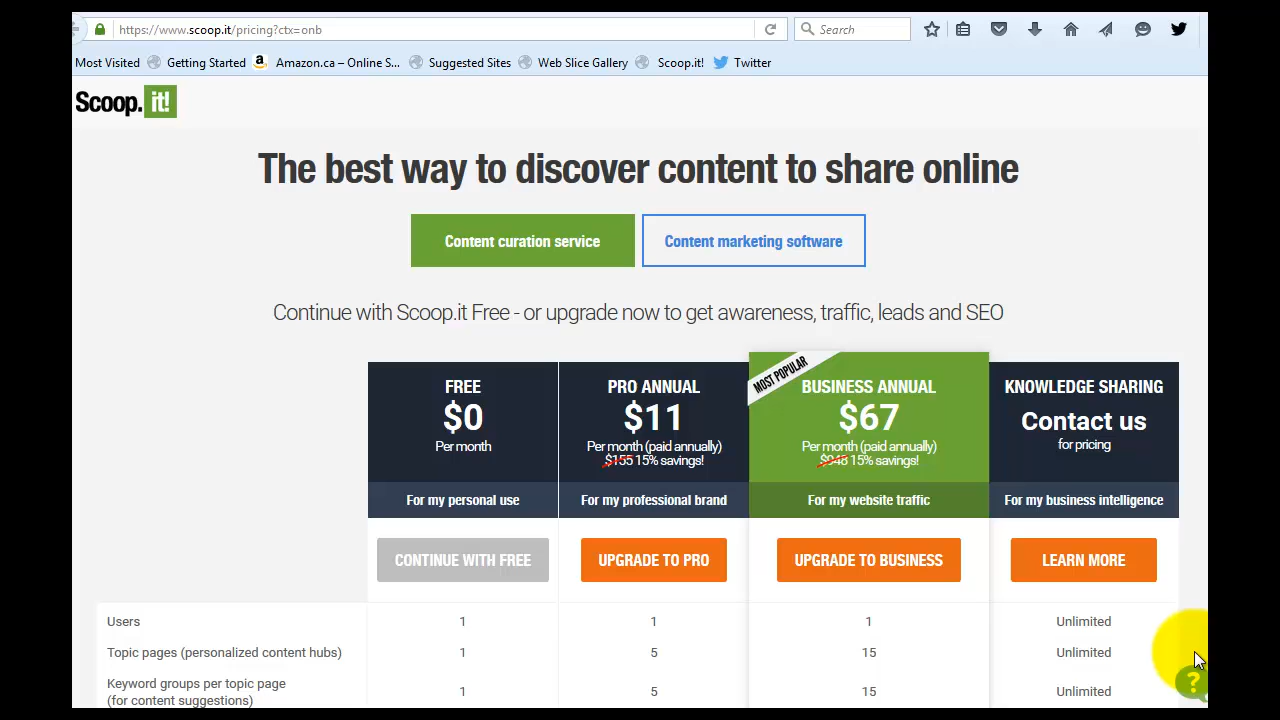 https://www.scoop.it/pricing?ctx=onb
Search
Most Visited Getting Started Amazon.ca – Online S... Suggested Sites Web Slice Gallery Scoop.it! Twitter
Scoop.it!
The best way to discover content to share online
Content curation service Content marketing software
Continue with Scoop.it Free - or upgrade now to get awareness, traffic, leads and SEO
MOST POPULAR
FREE PRO ANNUAL BUSINESS ANNUAL KNOWLEDGE SHARING
$0 $11 $67 Contact us
Per month Per month (paid annually) Per month (paid annually) for pricing
$155 15% savings! $948 15% savings!
For my personal use For my professional brand For my website traffic For my business intelligence
CONTINUE WITH FREE UPGRADE TO PRO UPGRADE TO BUSINESS LEARN MORE
Users 1 1 1 Unlimited
Topic pages (personalized content hubs) 1 5 15 Unlimited
Keyword groups per topic page
(for content suggestions) 1 5 15 Unlimited
?